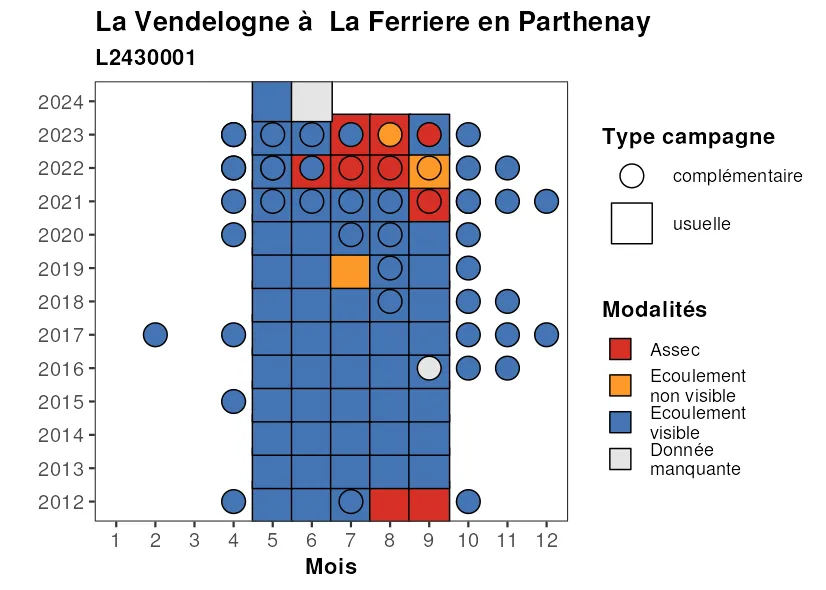 La Vendelogne à  La Ferriere en Parthenay
L2430001
2024
2023
2022
2021
2020
2019
2018
2017
2016
2015
2014
2013
2012
1 2 3 4 5 6 7 8 9 10 11 12
Mois
Type campagne
complémentaire
usuelle
Modalités
Assec
Ecoulement
non visible
Ecoulement
visible
Donnée
manquante